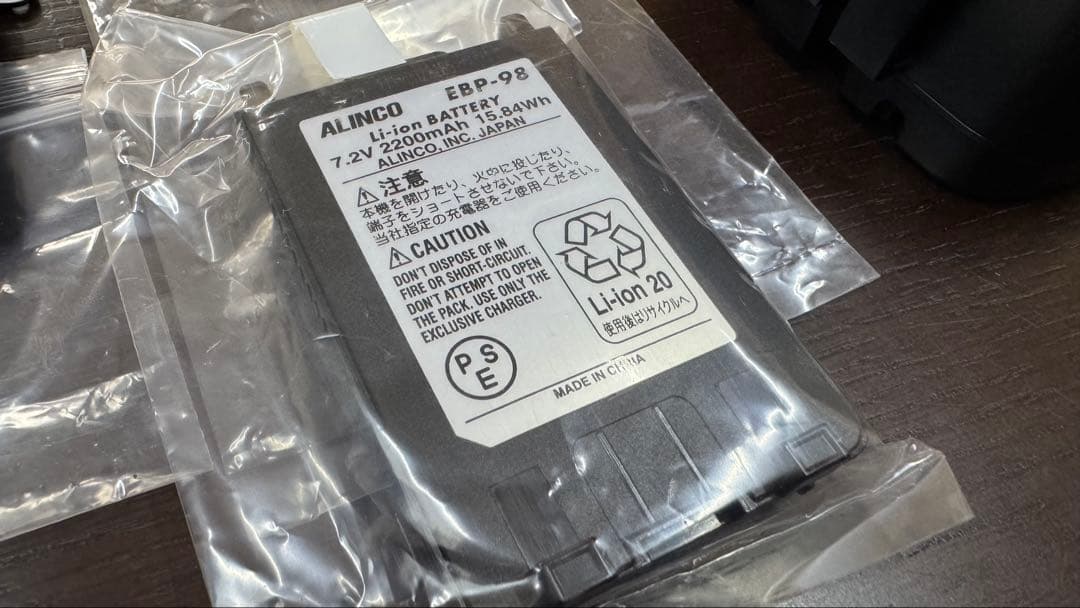 ALINCO EBP-98
Li-ion BATTERY
7.2V 2200mAh 15.84Wh
ALINCO, INC. JAPAN
⚠注意
本機を開けたり、火の中に投じたり、
端子をショートさせないで下さい。
当社指定の充電器をご使用ください。
⚠CAUTION
DON'T DISPOSE OF IN
FIRE OR SHORT-CIRCUIT.
DON'T ATTEMPT TO OPEN
THE PACK. USE ONLY THE
EXCLUSIVE CHARGER.
Li-ion 20
使用後はリサイクルへ
PSE
MADE IN CHINA